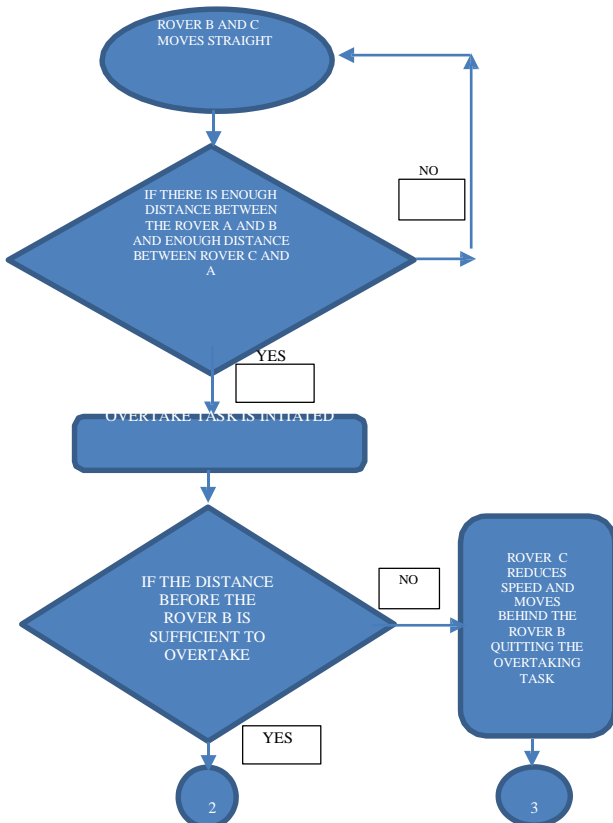 ROVER B AND C
MOVES STRAIGHT
NO
IF THERE IS ENOUGH
DISTANCE BETWEEN
THE ROVER A AND B
AND ENOUGH DISTANCE
BETWEEN ROVER C AND
A
YES
OVERTAKE TASK IS INITIATED
IF THE DISTANCE
BEFORE THE
ROVER B IS
SUFFICIENT TO
OVERTAKE
NO
ROVER C
REDUCES
SPEED AND
MOVES
BEHIND THE
ROVER B
QUITTING THE
OVERTAKING
TASK
YES
2
3